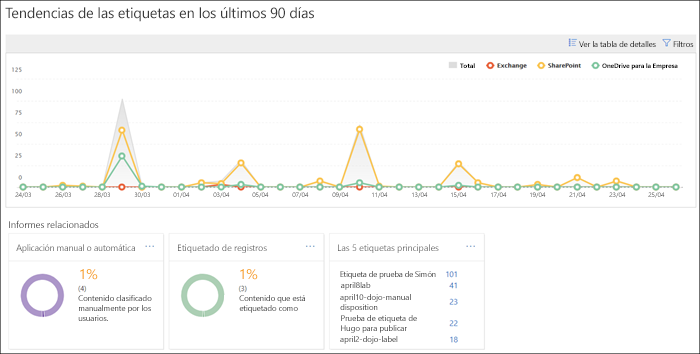 Tendencias de las etiquetas en los últimos 90 días
Ver la tabla de detalles Filtros
Total Exchange SharePoint OneDrive para la Empresa
125
100
75
50
25
0
24/03 26/03 28/03 30/03 01/04 03/04 05/04 07/04 09/04 11/04 13/04 15/04 17/04 19/04 21/04 23/04 25/04
Informes relacionados
Aplicación manual o automática ...
1%
(4)
Contenido clasificado
manualmente por los
usuarios.
Etiquetado de registros ...
1%
(3)
Contenido que está
etiquetado como
Las 5 etiquetas principales ...
Etiqueta de prueba de Simón 101
april8lab 41
april10-dojo-manual
disposition 23
Prueba de etiqueta de
Hugo para publicar 22
april2-dojo-label 18